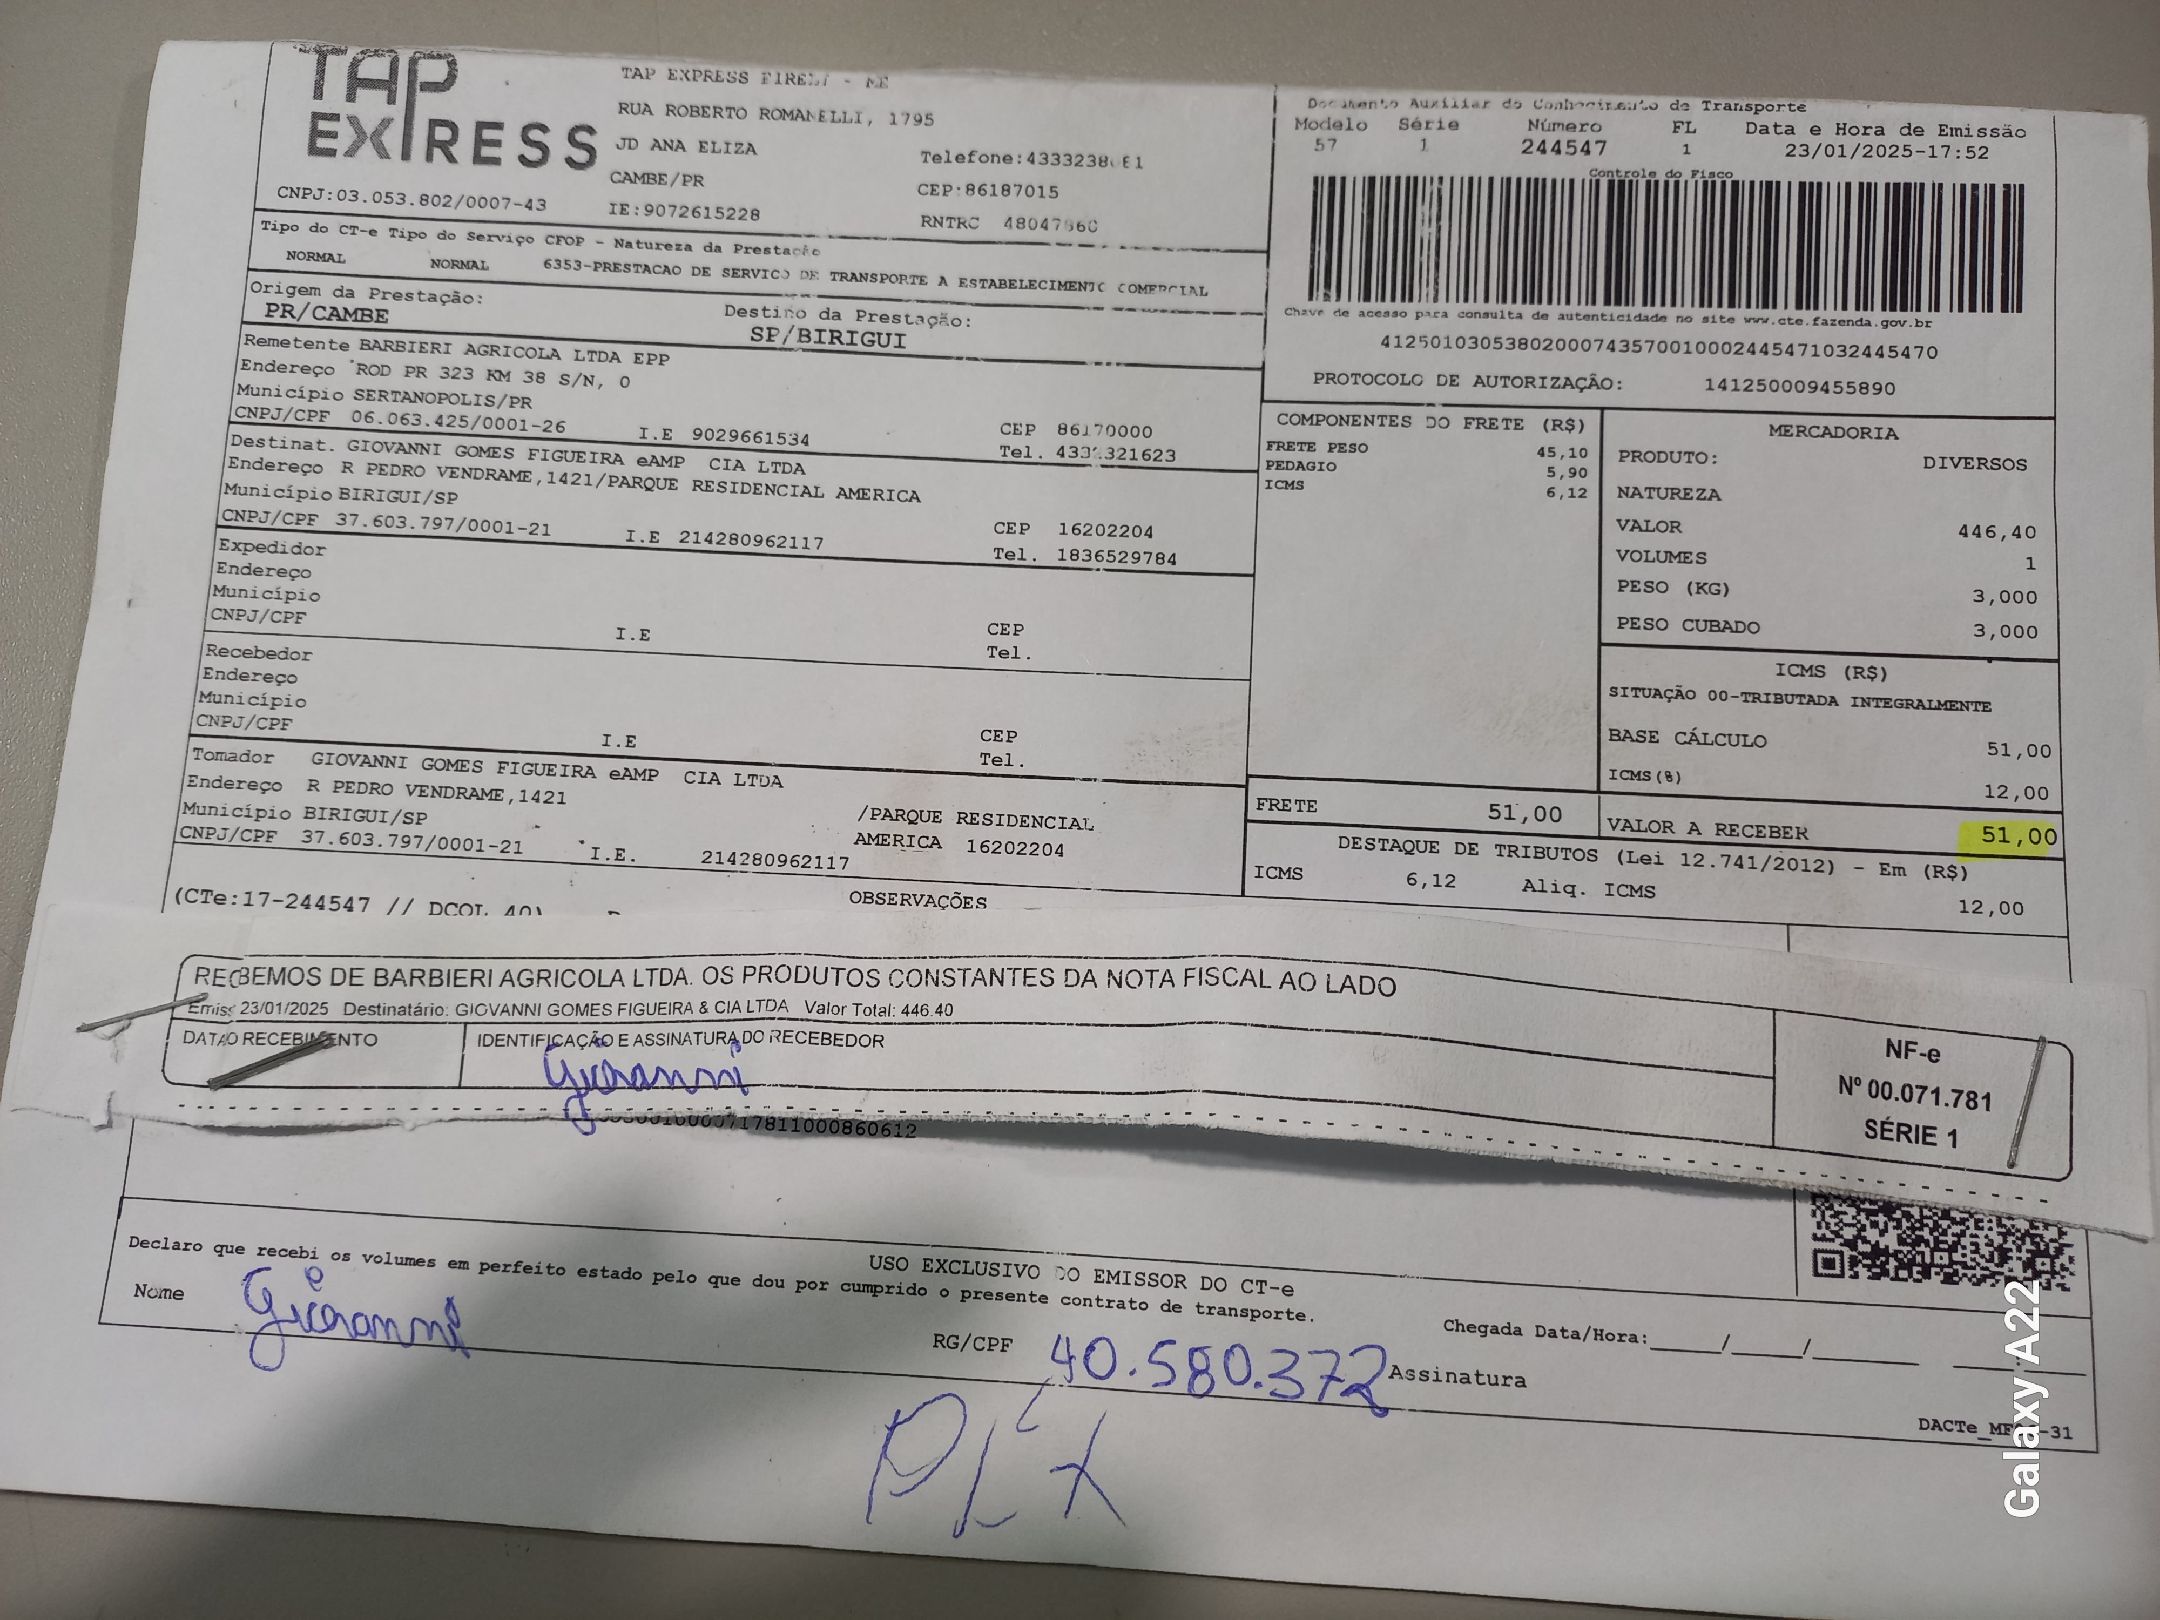 TAP
EXPRESS
TAP EXPRESS
RUA ROBERTO ROMANELLI, 1795
JD ANA ELIZA
CAMBE/PR
CNPJ:03.053.802/0007-43 IE:9072615228
CEP:86187015
RNTRC
Documento Auxiliar do Conhecimento de Transporte
Modelo Série Número FL Data e Hora de Emissão
57 1 244547 1 23/01/2025-17:52
Controle do Fisco
Chave de acesso para consulta de autenticidade no site www.cte.fazenda.gov.br
41250103053802000743570010002445471032445470
PROTOCOLO DE AUTORIZAÇÃO: 141250009455890
Tipo do CT-e Tipo do Serviço CFOP - Natureza da Prestação
NORMAL NORMAL 6353-PRESTACAO DE SERVICO DE TRANSPORTE A ESTABELECIMENTO COMERCIAL
Origem da Prestação: Destino da Prestação:
PR/CAMBE SP/BIRIGUI
Remetente BARBIERI AGRICOLA LTDA EPP
Endereço ROD PR 323 KM 38 S/N, 0
Município SERTANOPOLIS/PR CEP 86170000
CNPJ/CPF 06.063.425/0001-26 I.E 9029661534 Tel.
Destinat. GIOVANNI GOMES FIGUEIRA eAMP CIA LTDA
Endereço R PEDRO VENDRAME,1421/PARQUE RESIDENCIAL AMERICA
Município BIRIGUI/SP CEP 16202204
CNPJ/CPF 37.603.797/0001-21 I.E 214280962117 Tel. 1836529784
Expedidor
Endereço
Município CEP
CNPJ/CPF I.E Tel.
Recebedor
Endereço
Município CEP
CNPJ/CPF I.E Tel.
Tomador GIOVANNI GOMES FIGUEIRA eAMP CIA LTDA
Endereço R PEDRO VENDRAME,1421 /PARQUE RESIDENCIAL
Município BIRIGUI/SP AMERICA 16202204
CNPJ/CPF 37.603.797/0001-21 I.E. 214280962117
COMPONENTES DO FRETE (R$)
FRETE PESO 45,10
PEDAGIO 5,90
ICMS 6,12
MERCADORIA
PRODUTO: DIVERSOS
NATUREZA
VALOR 446,40
VOLUMES 1
PESO (KG) 3,000
PESO CUBADO 3,000
ICMS (R$)
SITUAÇÃO 00-TRIBUTADA INTEGRALMENTE
BASE CÁLCULO 51,00
ICMS(%) 12,00
FRETE 51,00 VALOR A RECEBER 51,00
DESTAQUE DE TRIBUTOS (Lei 12.741/2012) - Em (R$)
ICMS 6,12 Aliq. ICMS 12,00
OBSERVAÇÕES
(CTe:17-244547 // DCOL 40)
DE BARBIERI AGRICOLA LTDA. OS PRODUTOS CONSTANTES DA NOTA FISCAL AO LADO
23/01/2025 Destinatário: GIOVANNI GOMES FIGUEIRA & CIA LTDA Valor Total: 446.40
RECEBIMENTO IDENTIFICAÇÃO E ASSINATURA DO RECEBEDOR
Giovanni
NF-e
Nº 00.071.781
SÉRIE 1
USO EXCLUSIVO DO EMISSOR DO CT-e
Declaro que recebi os volumes em perfeito estado pelo que dou por cumprido o presente contrato de transporte.
Nome Giovanni RG/CPF 40.580.372 Assinatura
Chegada Data/Hora:_____/_____/_____
Galaxy A22